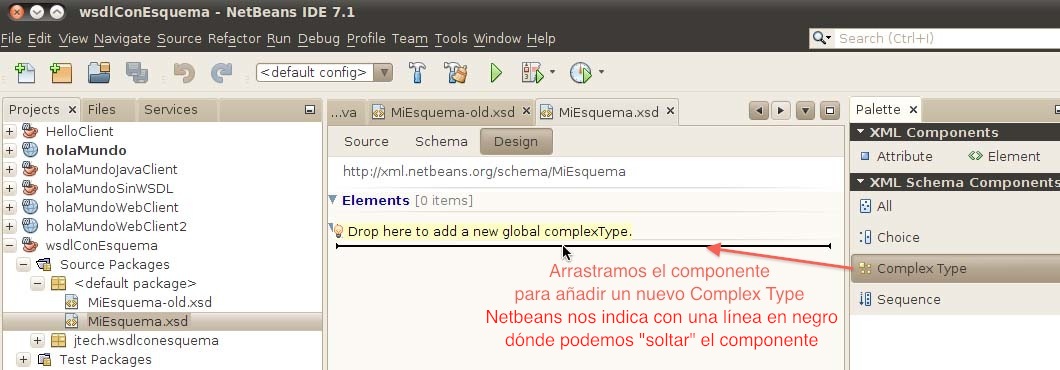 wsdlConEsquema - NetBeans IDE 7.1
File Edit View Navigate Source Refactor Run Debug Profile Team Tools Window Help
Search (Ctrl+I)
<default config>
Projects Files Services
...va MiEsquema-old.xsd MiEsquema.xsd
Palette
HelloClient
holaMundo
holaMundoJavaClient
holaMundoSinWSDL
holaMundoWebClient
holaMundoWebClient2
wsdlConEsquema
Source Packages
<default package>
MiEsquema-old.xsd
MiEsquema.xsd
jtech.wsdlconesquema
Test Packages
Source Schema Design
http://xml.netbeans.org/schema/MiEsquema
Elements [0 items]
Drop here to add a new global complexType.
Arrastramos el componente
para añadir un nuevo Complex Type
Netbeans nos indica con una línea en negro
dónde podemos "soltar" el componente
XML Components
Attribute Element
XML Schema Components
All
Choice
Complex Type
Sequence